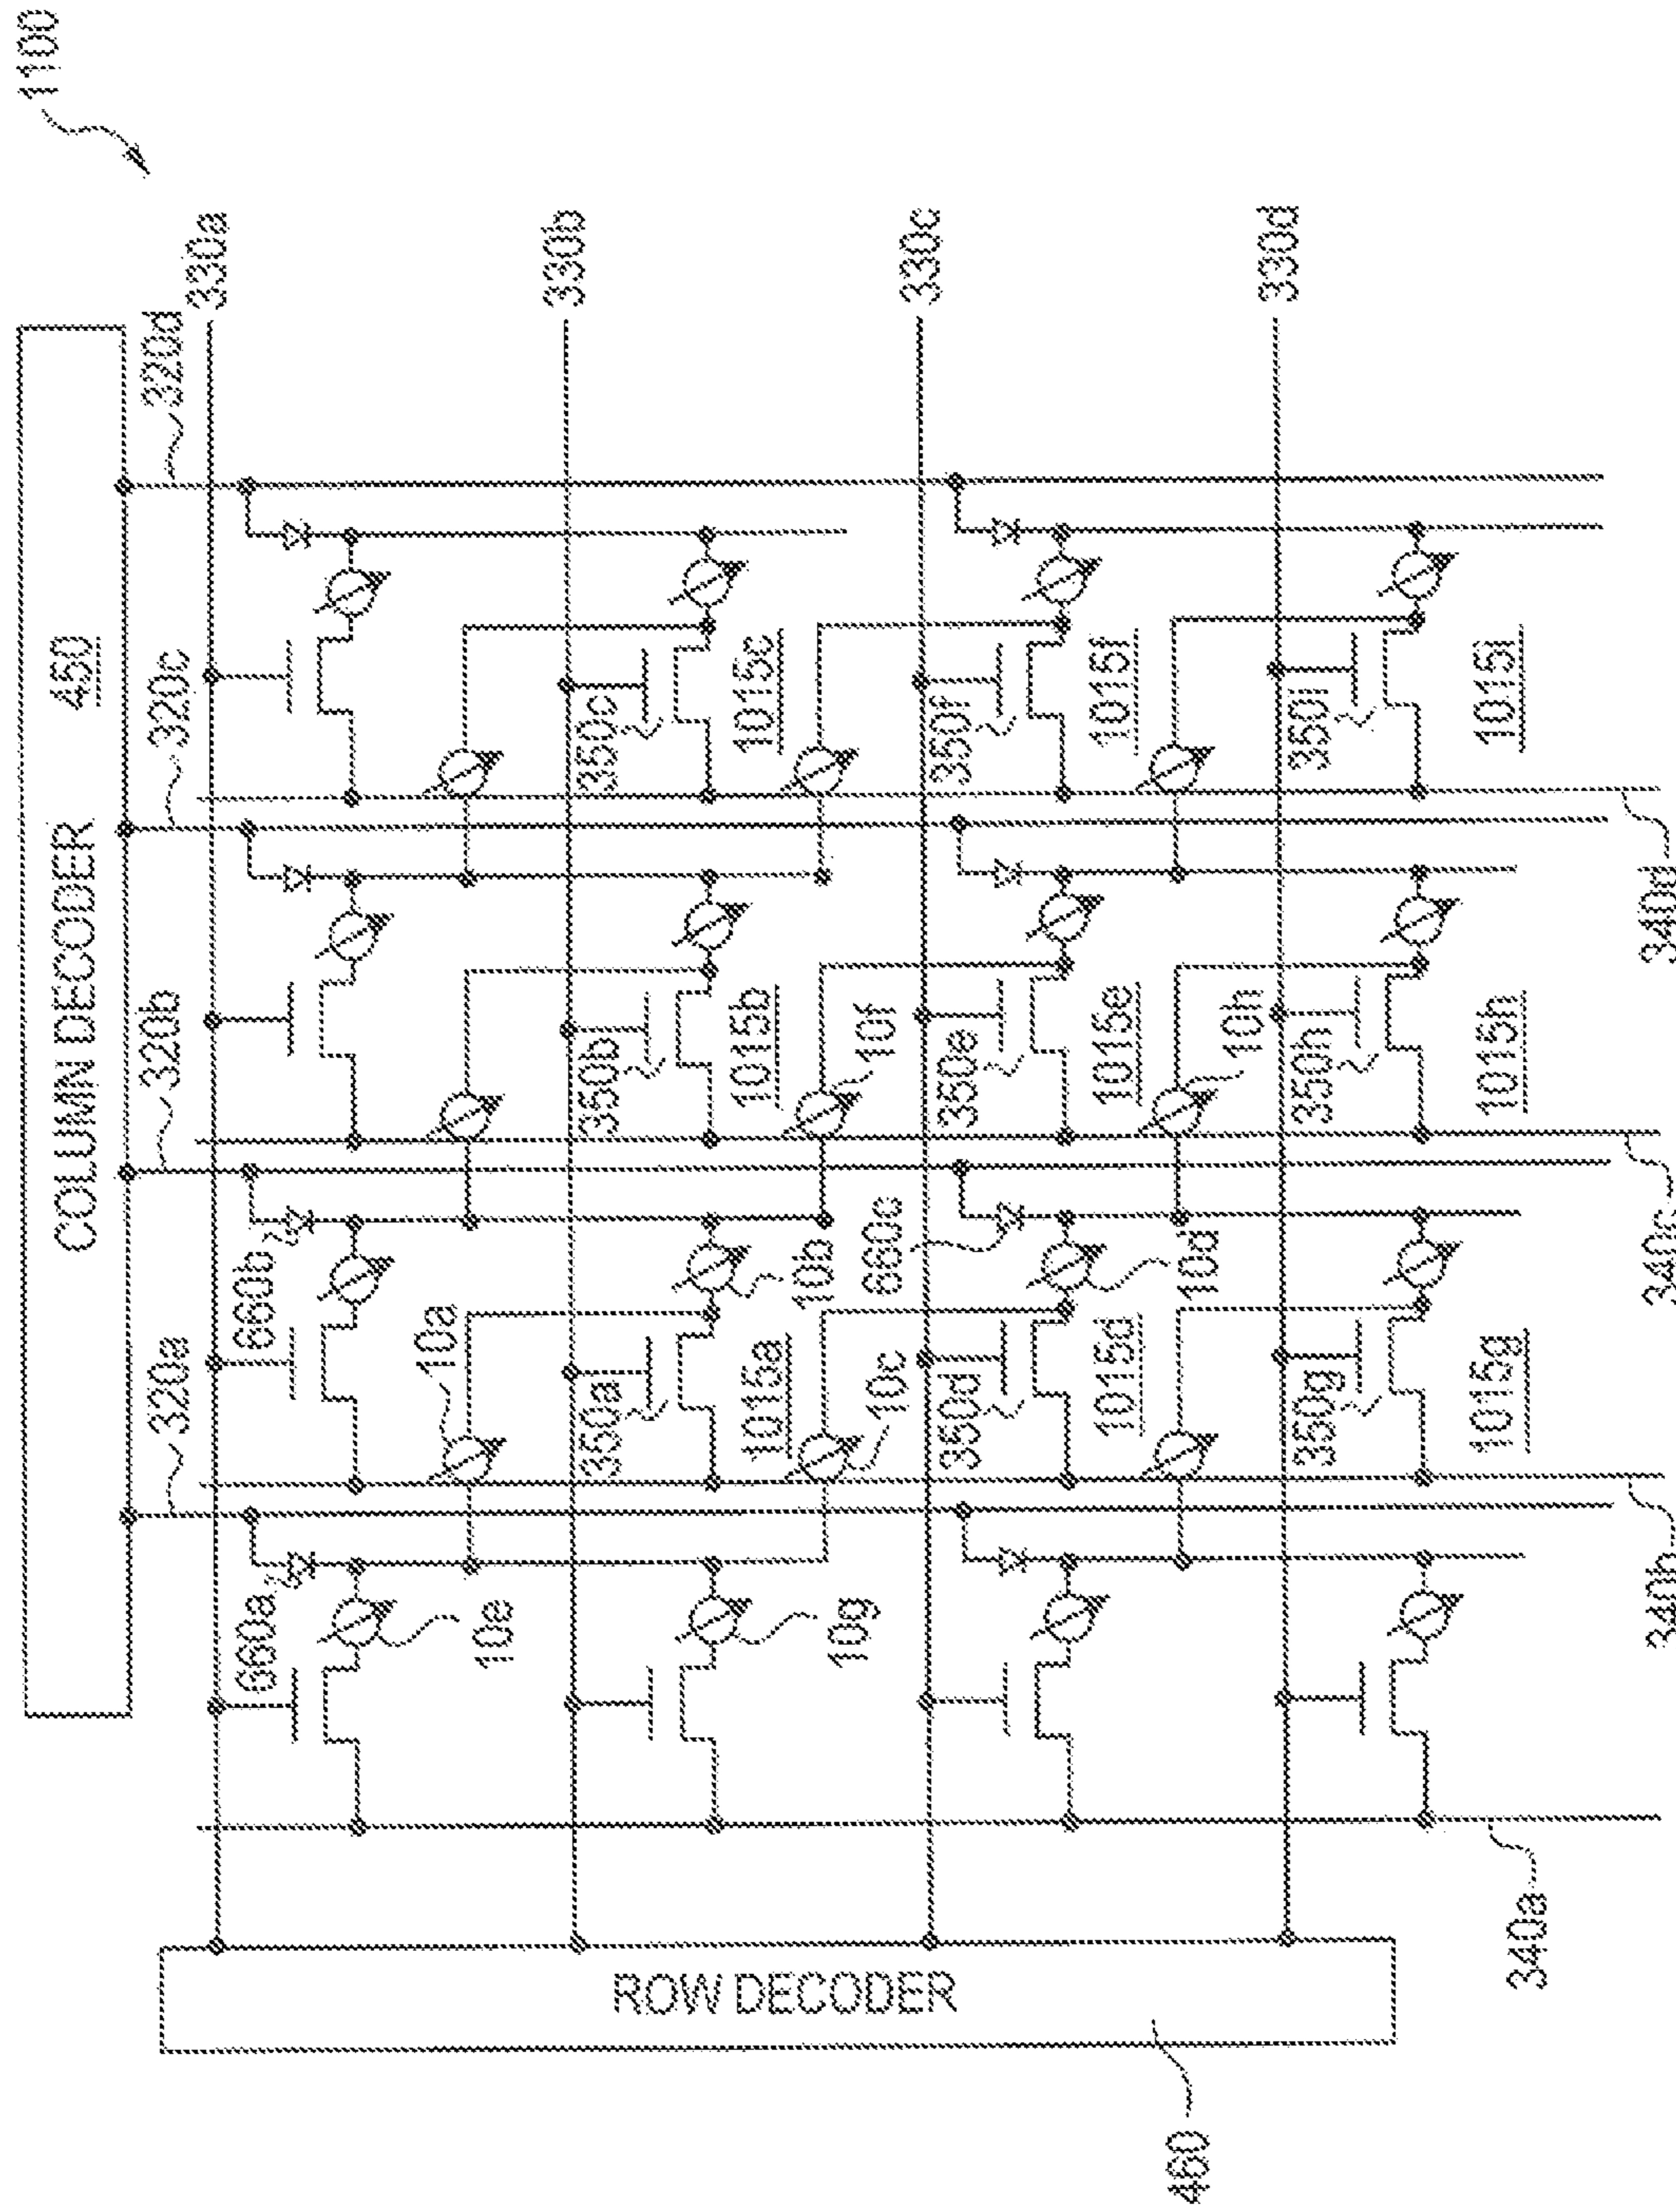 1100
COLUMN DECODER 450
320a
320b
320c
320d
330a
660a
660b
10e
10a
330b
350a
350b
350c
10g
1015a
10b
1015b
1015c
10c
10f
330c
660c
350d
350e
350f
1015d
10d
1015e
1015f
10h
330d
350g
350h
350i
1015g
1015h
1015i
ROW DECODER
460
340a
340b
340c
340d